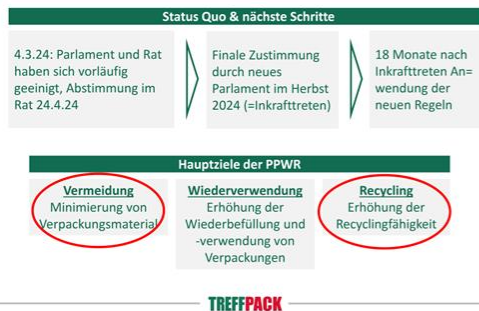 Status Quo & nächste Schritte
4.3.24: Parlament und Rat
haben sich vorläufig
geeinigt, Abstimmung im
Rat 24.4.24
Finale Zustimmung
durch neues
Parlament im Herbst
2024 (=Inkrafttreten)
18 Monate nach
Inkrafttreten An=
wendung der
neuen Regeln
Hauptziele der PPWR
Vermeidung
Minimierung von
Verpackungsmaterial
Wiederverwendung
Erhöhung der
Wiederbefüllung und
-verwendung von
Verpackungen
Recycling
Erhöhung der
Recyclingfähigkeit
TREFFPACK